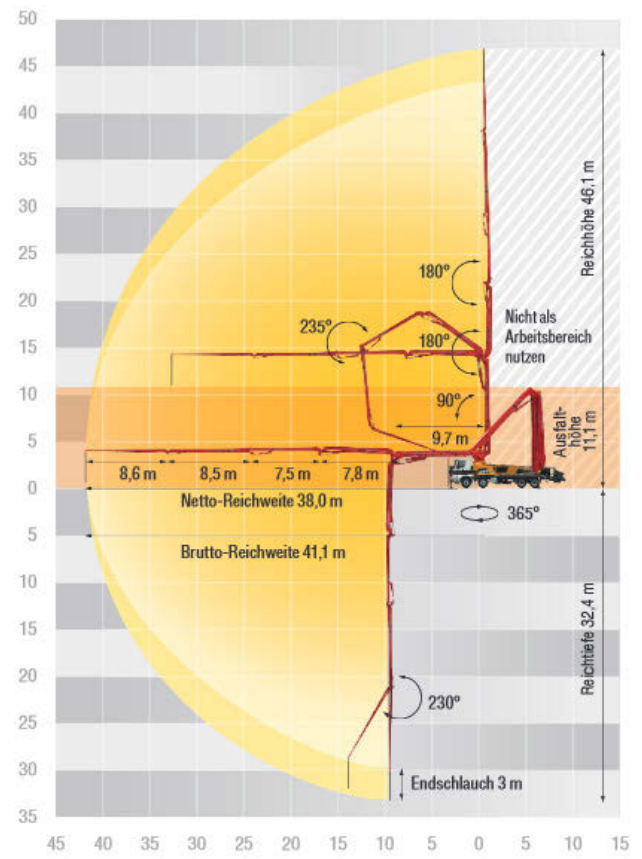 50
45
40
35
30
25
20
15
10
5
0
5
10
15
20
25
30
35
Reichhöhe 46,1 m
180°
235°
180°
Nicht als
Arbeitsbereich
nutzen
90°
9,7 m
Ausfalt-
höhe
11,1 m
8,6 m
8,5 m
7,5 m
7,8 m
Netto-Reichweite 38,0 m
365°
Brutto-Reichweite 41,1 m
Reichtiefe 32,4 m
230°
Endschlauch 3 m
45 40 35 30 25 20 15 10 5 0 5 10 15